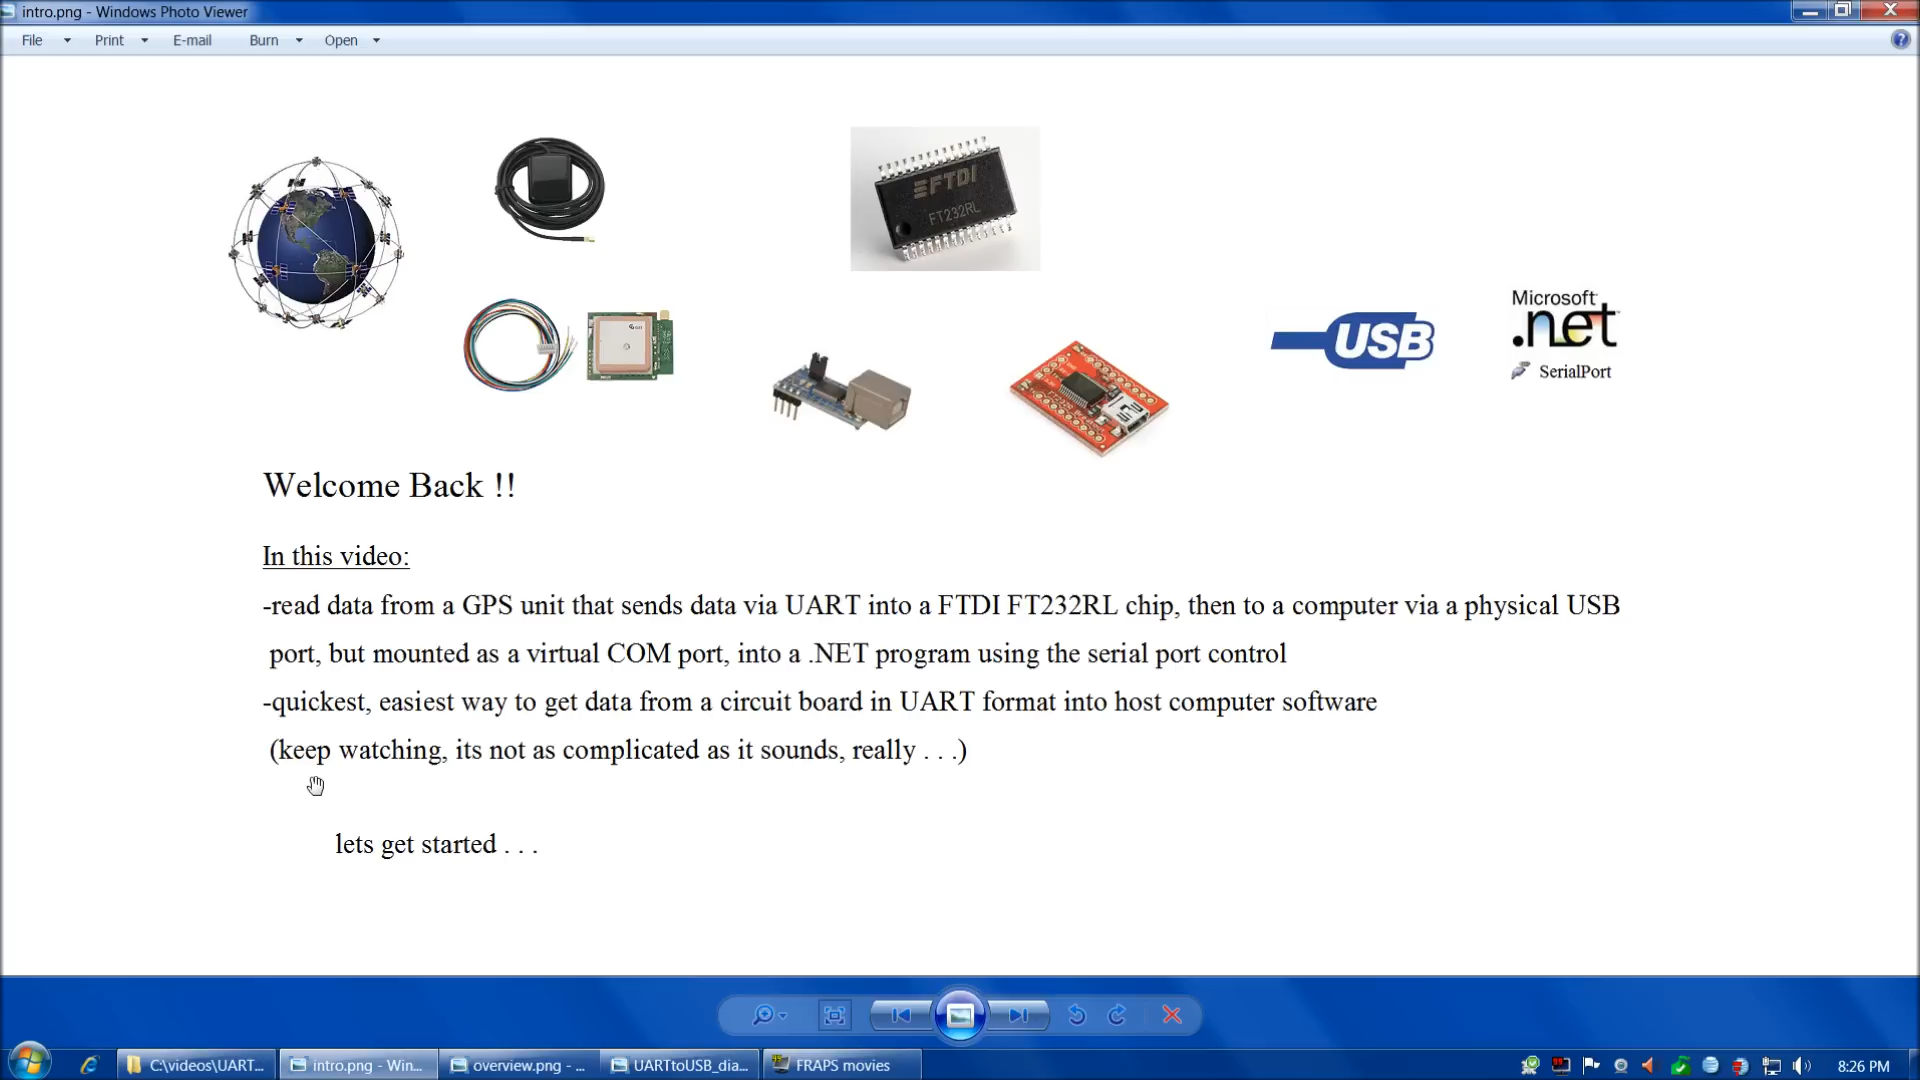 intro.png - Windows Photo Viewer
File Print E-mail Burn Open
FTDI
FT232RL
Microsoft
.net
USB
SerialPort
Welcome Back !!
In this video:
-read data from a GPS unit that sends data via UART into a FTDI FT232RL chip, then to a computer via a physical USB
port, but mounted as a virtual COM port, into a .NET program using the serial port control
-quickest, easiest way to get data from a circuit board in UART format into host computer software
(keep watching, its not as complicated as it sounds, really . . .)
lets get started . . .
C:\videos\UART... intro.png - Win... overview.png - ... UARTtoUSB_dia... FRAPS movies 8:26 PM